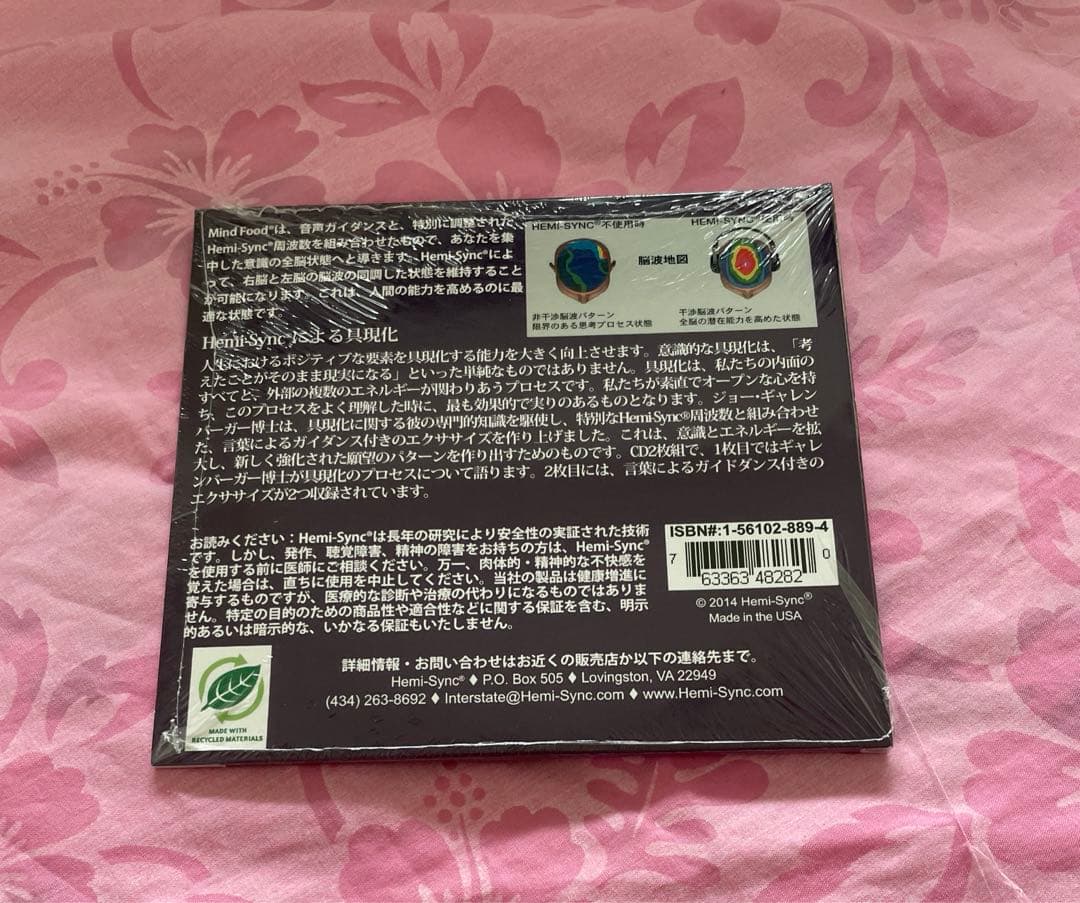 Mind Food®は、音声ガイダンスと、特別に調整された
Hemi-Sync®周波数を組み合わせたもので、あなたを集
中した意識の全脳状態へと導きます。Hemi-Sync®によ
って、右脳と左脳の脳波の同調した状態を維持すること
が可能になります。これは、人間の能力を高めるのに最
適な状態です。
HEMI-SYNC®不使用時
HEMI-SYNC
脳波地図
非干渉脳波パターン
限界のある思考プロセス状態
干渉脳波パターン
全脳の潜在能力を高めた状態
Hemi-Sync による具現化
人生におけるポジティブな要素を具現化する能力を大きく向上させます。意識的な具現化は、「考
えたことがそのまま現実になる」といった単純なものではありません。具現化は、私たちの内面の
すべてと、外部の複数のエネルギーが関わりあうプロセスです。私たちが素直でオープンな心を持
ち、このプロセスをよく理解した時に、最も効果的で実りのあるものとなります。ジョー・ギャレン
バーガー博士は、具現化に関する彼の専門的知識を駆使し、特別なHemi-Sync®周波数と組み合わせ
た、言葉によるガイダンス付きのエクササイズを作り上げました。これは、意識とエネルギーを拡
大し、新しく強化された願望のパターンを作り出すためのものです。CD2枚組で、1枚目ではギャレ
ンバーガー博士が具現化のプロセスについて語ります。2枚目には、言葉によるガイドダンス付きの
エクササイズが2つ収録されています。
お読みください：Hemi-Sync®は長年の研究により安全性の実証された技術
です。しかし、発作、聴覚障害、精神の障害をお持ちの方は、Hemi-Sync®
を使用する前に医師にご相談ください。万一、肉体的・精神的な不快感を
覚えた場合は、直ちに使用を中止してください。当社の製品は健康増進に
寄与するものですが、医療的な診断や治療の代わりになるものではありま
せん。特定の目的のための商品性や適合性などに関する保証を含む、明示
的あるいは暗示的な、いかなる保証もいたしません。
ISBN#:1-56102-889-4
7 63363 48282 0
© 2014 Hemi-Sync®
Made in the USA
MADE WITH
RECYCLED MATERIALS
詳細情報・お問い合わせはお近くの販売店か以下の連絡先まで。
Hemi-Sync® ♦ P.O. Box 505 ♦ Lovingston, VA 22949
(434) 263-8692 ♦ Interstate@Hemi-Sync.com ♦ www.Hemi-Sync.com